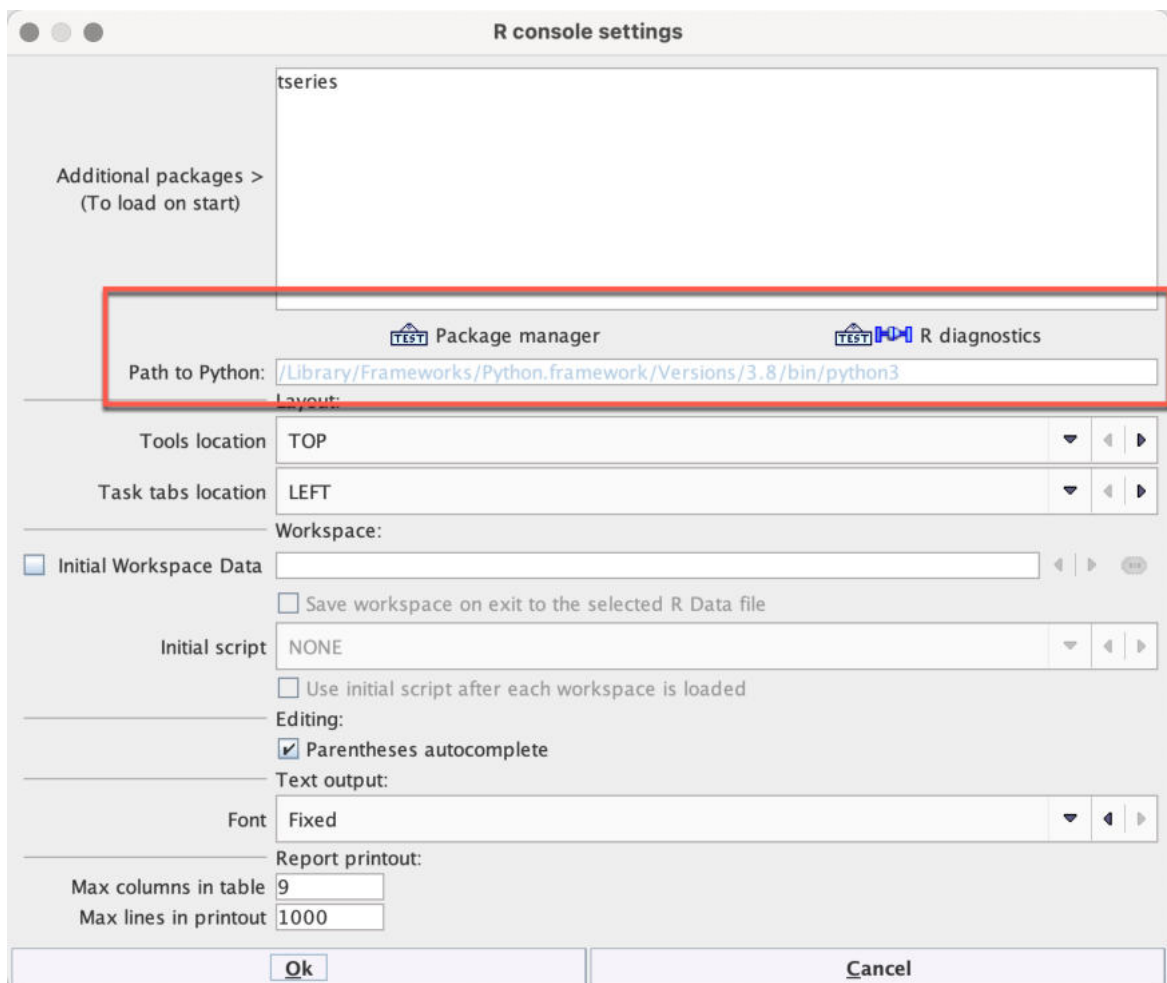 R console settings
tseries
Additional packages >
(To load on start)
TEST Package manager TEST R diagnostics
Path to Python: /Library/Frameworks/Python.framework/Versions/3.8/bin/python3
Layout:
Tools location TOP
Task tabs location LEFT
Workspace:
Initial Workspace Data
Save workspace on exit to the selected R Data file
Initial script NONE
Use initial script after each workspace is loaded
Editing:
Parentheses autocomplete
Text output:
Font Fixed
Report printout:
Max columns in table 9
Max lines in printout 1000
Ok Cancel